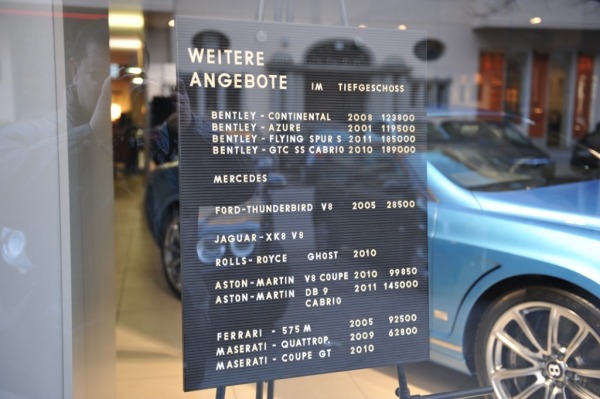 WEITERE
ANGEBOTE IM TIEFGESCHOSS
BENTLEY - CONTINENTAL 2008 123800
BENTLEY - AZURE 2001 119500
BENTLEY - FLYING SPUR S 2011 185000
BENTLEY - GTC SS CABRIO 2010 189000
MERCEDES
FORD-THUNDERBIRD V8 2005 28500
JAGUAR-XK8 V8
ROLLS-ROYCE GHOST 2010
ASTON-MARTIN V8 COUPE 2010 99850
ASTON-MARTIN DB 9 2011 145000
CABRIO
FERRARI - 575 M 2005 92500
MASERATI - QUATTROP. 2009 62800
MASERATI - COUPE GT 2010
B